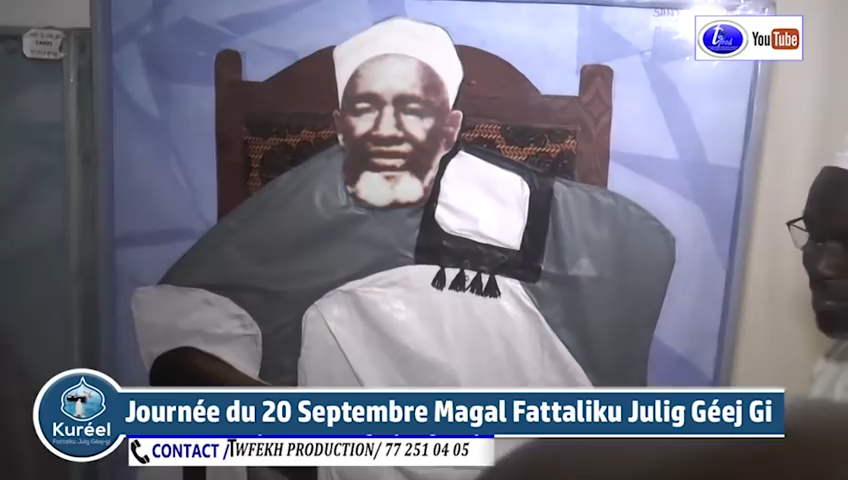 YouTube
Journée du 20 Septembre Magal Fattaliku Julig Géej Gi
Kuréel
Fattaliku Julig Géej-gi
CONTACT / TWFEKH PRODUCTION/ 77 251 04 05